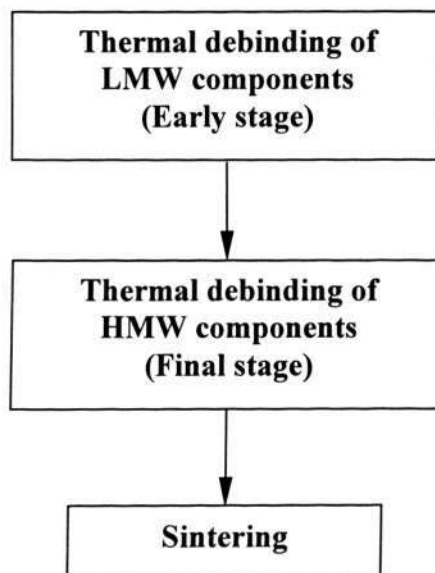 Thermal debinding of
LMW components
(Early stage)
Thermal debinding of
HMW components
(Final stage)
Sintering